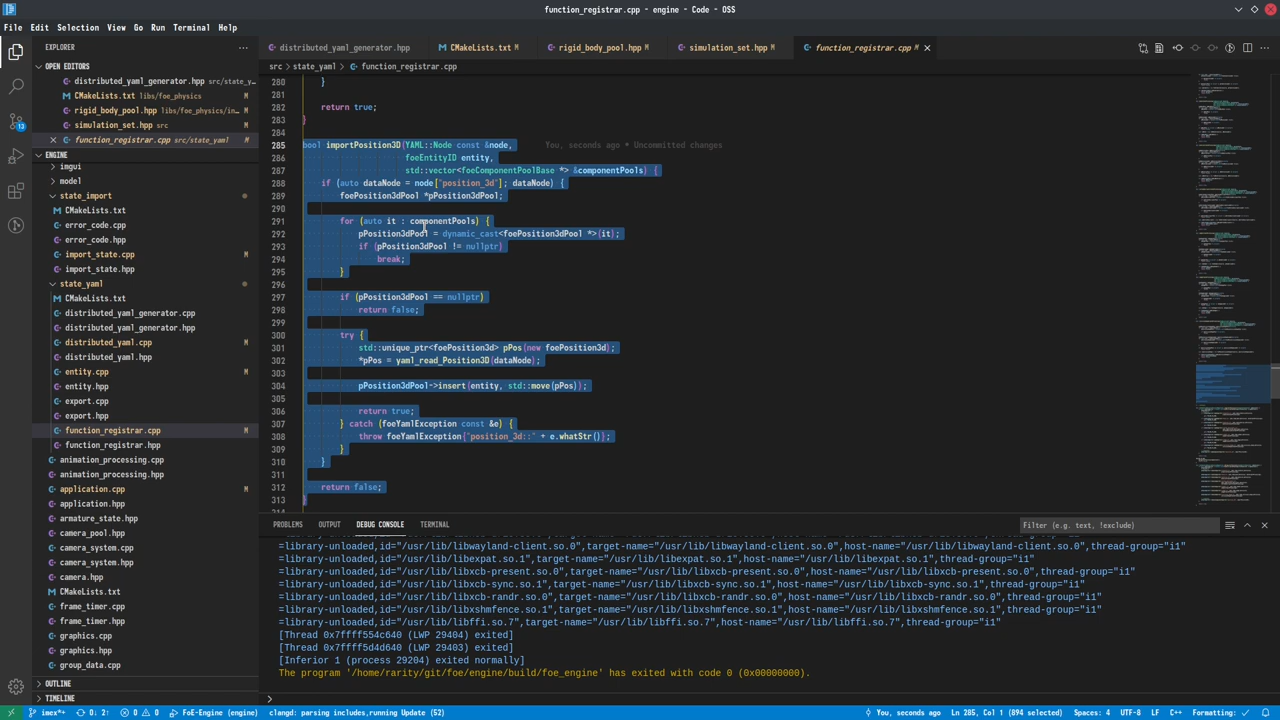 function_registrar.cpp - engine - Code - OSS
File Edit Selection View Go Run Terminal Help
EXPLORER
distributed_yaml_generator.hpp
CMakeLists.txt M
rigid_body_pool.hpp M
simulation_set.hpp M
function_registrar.cpp M
OPEN EDITORS
distributed_yaml_generator.hpp src/state_y...
CMakeLists.txt libs/foe_physics M
rigid_body_pool.hpp libs/foe_physics/in... M
simulation_set.hpp src M
function_registrar.cpp src/state_yaml M
ENGINE
imgui
model
state_import
CMakeLists.txt
error_code.cpp
error_code.hpp
import_state.cpp M
import_state.hpp
state_yaml
CMakeLists.txt
distributed_yaml_generator.cpp
distributed_yaml_generator.hpp
distributed_yaml.cpp M
distributed_yaml.hpp
entity.cpp M
entity.hpp
export.cpp
export.hpp
function_registrar.cpp M
function_registrar.hpp
animation_processing.cpp
animation_processing.hpp
application.cpp M
application.hpp
armature_state.hpp
camera_pool.hpp
camera_system.cpp
camera_system.hpp
camera.hpp
CMakeLists.txt
frame_timer.cpp
frame_timer.hpp
graphics.cpp
graphics.hpp
group_data.cpp
OUTLINE
TIMELINE
src > state_yaml > function_registrar.cpp
280 }
281
282 return true;
283 }
284
285 bool importPosition3D(YAML::Node const &node, You, seconds ago • Uncommitted changes
286 foeEntityID entity,
287 std::vector<foeComponentPoolBase *> &componentPools) {
288 if (auto dataNode = node["position_3d"]; dataNode) {
289 foePosition3dPool *pPosition3dPool;
290
291 for (auto it : componentPools) {
292 pPosition3dPool = dynamic_cast<foePosition3dPool *>(it);
293 if (pPosition3dPool != nullptr)
294 break;
295 }
296
297 if (pPosition3dPool == nullptr)
298 return false;
299
300 try {
301 std::unique_ptr<foePosition3d> pPos(new foePosition3d);
302 *pPos = yaml_read_Position3D(dataNode);
303
304 pPosition3dPool->insert(entity, std::move(pPos));
305
306 return true;
307 } catch (foeYamlException const &e) {
308 throw foeYamlException{"position_3d::" + e.whatStr()};
309 }
310 }
311
312 return false;
313 }
PROBLEMS OUTPUT DEBUG CONSOLE TERMINAL
Filter (e.g. text, !exclude)
=library-unloaded,id="/usr/lib/libwayland-client.so.0",target-name="/usr/lib/libwayland-client.so.0",host-name="/usr/lib/libwayland-client.so.0",thread-group="i1"
=library-unloaded,id="/usr/lib/libexpat.so.1",target-name="/usr/lib/libexpat.so.1",host-name="/usr/lib/libexpat.so.1",thread-group="i1"
=library-unloaded,id="/usr/lib/libxcb-present.so.0",target-name="/usr/lib/libxcb-present.so.0",host-name="/usr/lib/libxcb-present.so.0",thread-group="i1"
=library-unloaded,id="/usr/lib/libxcb-sync.so.1",target-name="/usr/lib/libxcb-sync.so.1",host-name="/usr/lib/libxcb-sync.so.1",thread-group="i1"
=library-unloaded,id="/usr/lib/libxcb-randr.so.0",target-name="/usr/lib/libxcb-randr.so.0",host-name="/usr/lib/libxcb-randr.so.0",thread-group="i1"
=library-unloaded,id="/usr/lib/libxshmfence.so.1",target-name="/usr/lib/libxshmfence.so.1",host-name="/usr/lib/libxshmfence.so.1",thread-group="i1"
=library-unloaded,id="/usr/lib/libffi.so.7",target-name="/usr/lib/libffi.so.7",host-name="/usr/lib/libffi.so.7",thread-group="i1"
[Thread 0x7ffff554c640 (LWP 29404) exited]
[Thread 0x7ffff5d4d640 (LWP 29403) exited]
[Inferior 1 (process 29204) exited normally]
The program '/home/rarity/git/foe/engine/build/foe_engine' has exited with code 0 (0x00000000).
13
imex*+ 0↓ 2↑ 0 0 FoE-Engine (engine) clangd: parsing includes,running Update (52) You, seconds ago Ln 285, Col 1 (894 selected) Spaces: 4 UTF-8 LF C++ Formatting: ✓